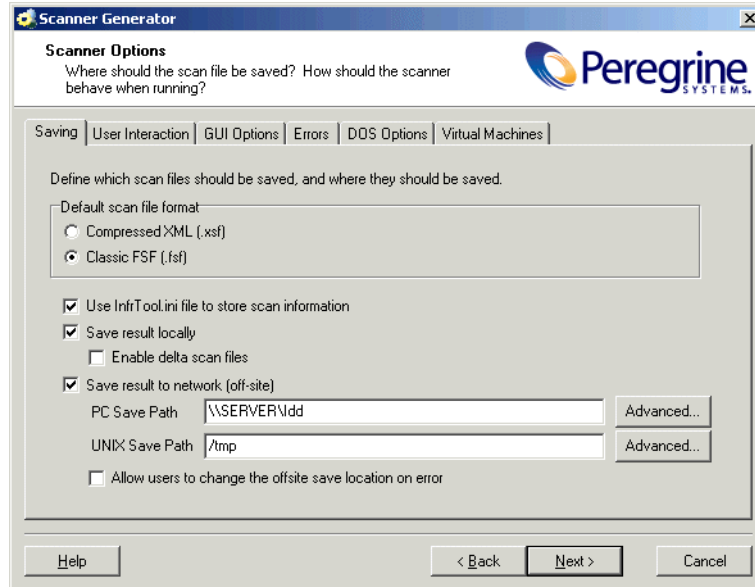 Scanner Generator
Scanner Options
Where should the scan file be saved? How should the scanner
behave when running?
Peregrine
SYSTEMS.
Saving
User Interaction
GUI Options
Errors
DOS Options
Virtual Machines
Define which scan files should be saved, and where they should be saved.
Default scan file format
Compressed XML (.xsf)
Classic FSF (.fsf)
Use InfrTool.ini file to store scan information
Save result locally
Enable delta scan files
Save result to network (off-site)
PC Save Path
\\SERVER\Idd
Advanced...
UNIX Save Path
/tmp
Advanced...
Allow users to change the offsite save location on error
Help
< Back
Next >
Cancel